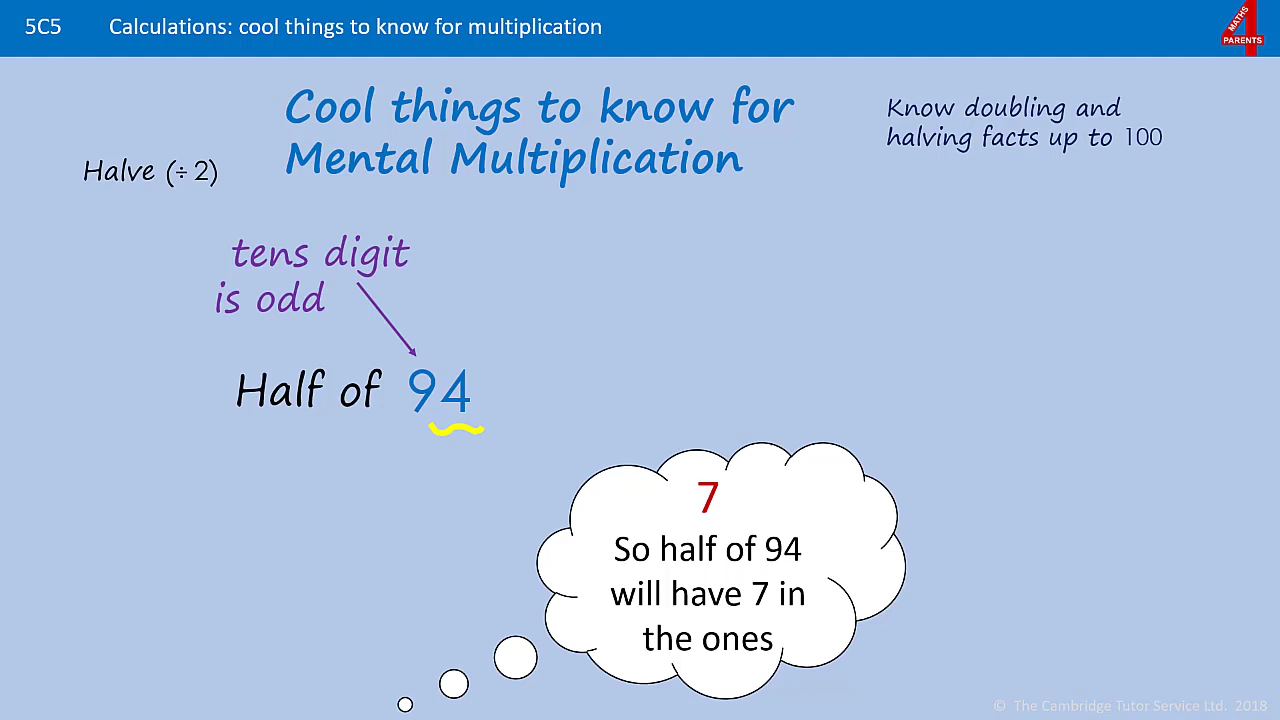 5C5 Calculations: cool things to know for multiplication
MATHS
4
PARENTS
Cool things to know for
Mental Multiplication
Know doubling and
halving facts up to 100
Halve (÷ 2)
tens digit
is odd
Half of 94
7
So half of 94
will have 7 in
the ones
© The Cambridge Tutor Service Ltd. 2018